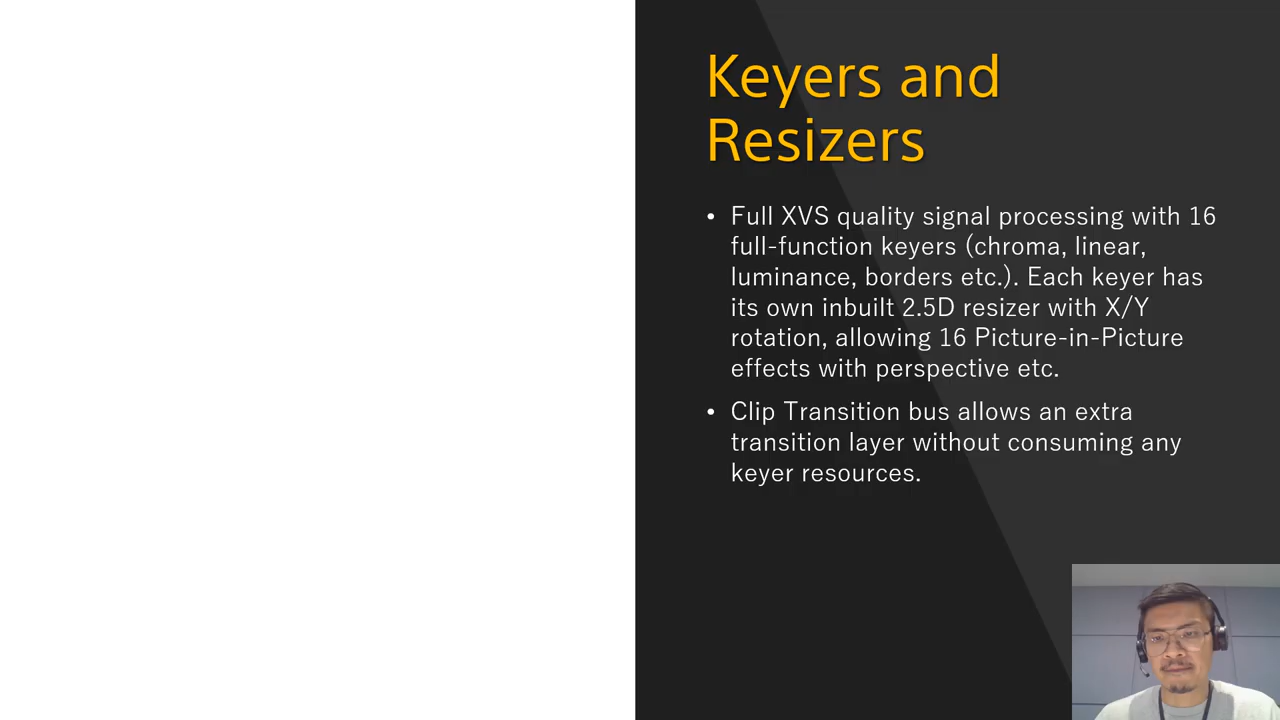 Keyers and
Resizers
• Full XVS quality signal processing with 16
full-function keyers (chroma, linear,
luminance, borders etc.). Each keyer has
its own inbuilt 2.5D resizer with X/Y
rotation, allowing 16 Picture-in-Picture
effects with perspective etc.
• Clip Transition bus allows an extra
transition layer without consuming any
keyer resources.